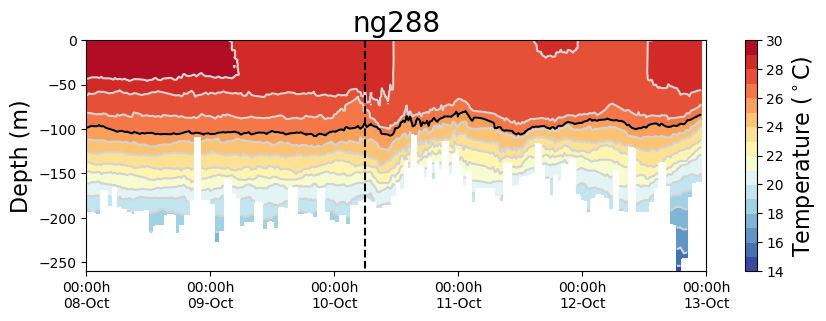 ng288
Depth (m)
0
−50
−100
−150
−200
−250
00:00h
08-Oct
00:00h
09-Oct
00:00h
10-Oct
00:00h
11-Oct
00:00h
12-Oct
00:00h
13-Oct
30
28
26
24
22
20
18
16
14
Temperature (°C)